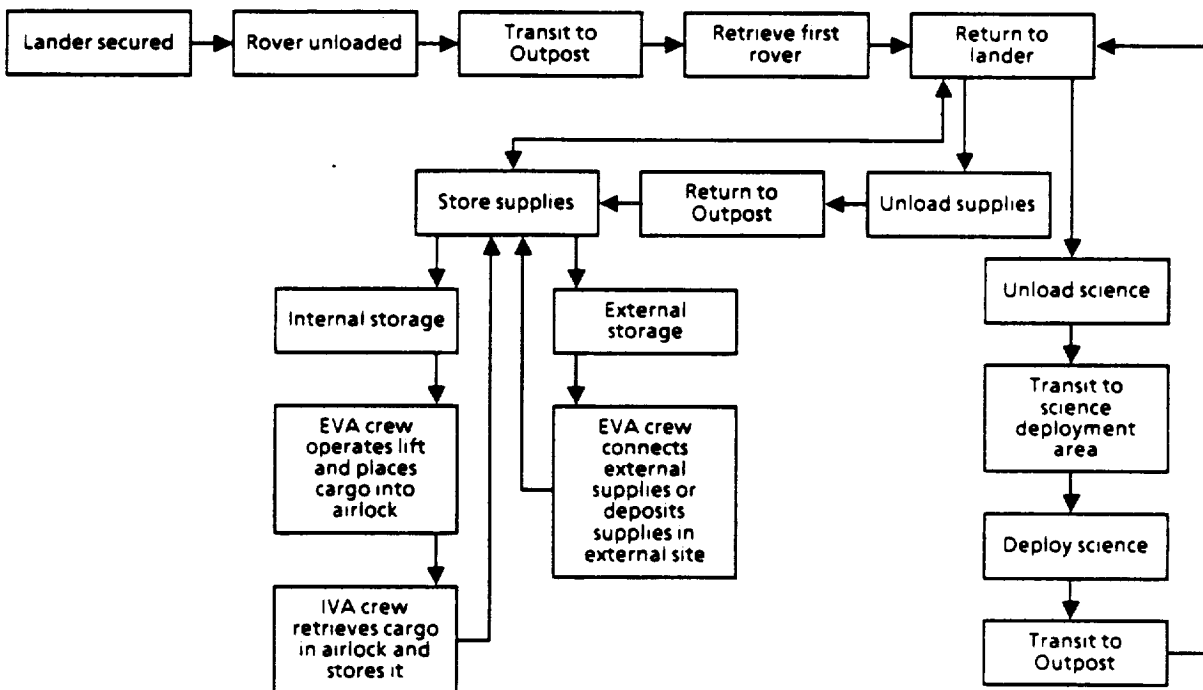 Lander secured
Rover unloaded
Transit to
Outpost
Retrieve first
rover
Return to
lander
Store supplies
Return to
Outpost
Unload supplies
Internal storage
External
storage
Unload science
EVA crew
operates lift
and places
cargo into
airlock
EVA crew
connects
external
supplies or
deposits
supplies in
external site
Transit to
science
deployment
area
Deploy science
IVA crew
retrieves cargo
in airlock and
stores it
Transit to
Outpost